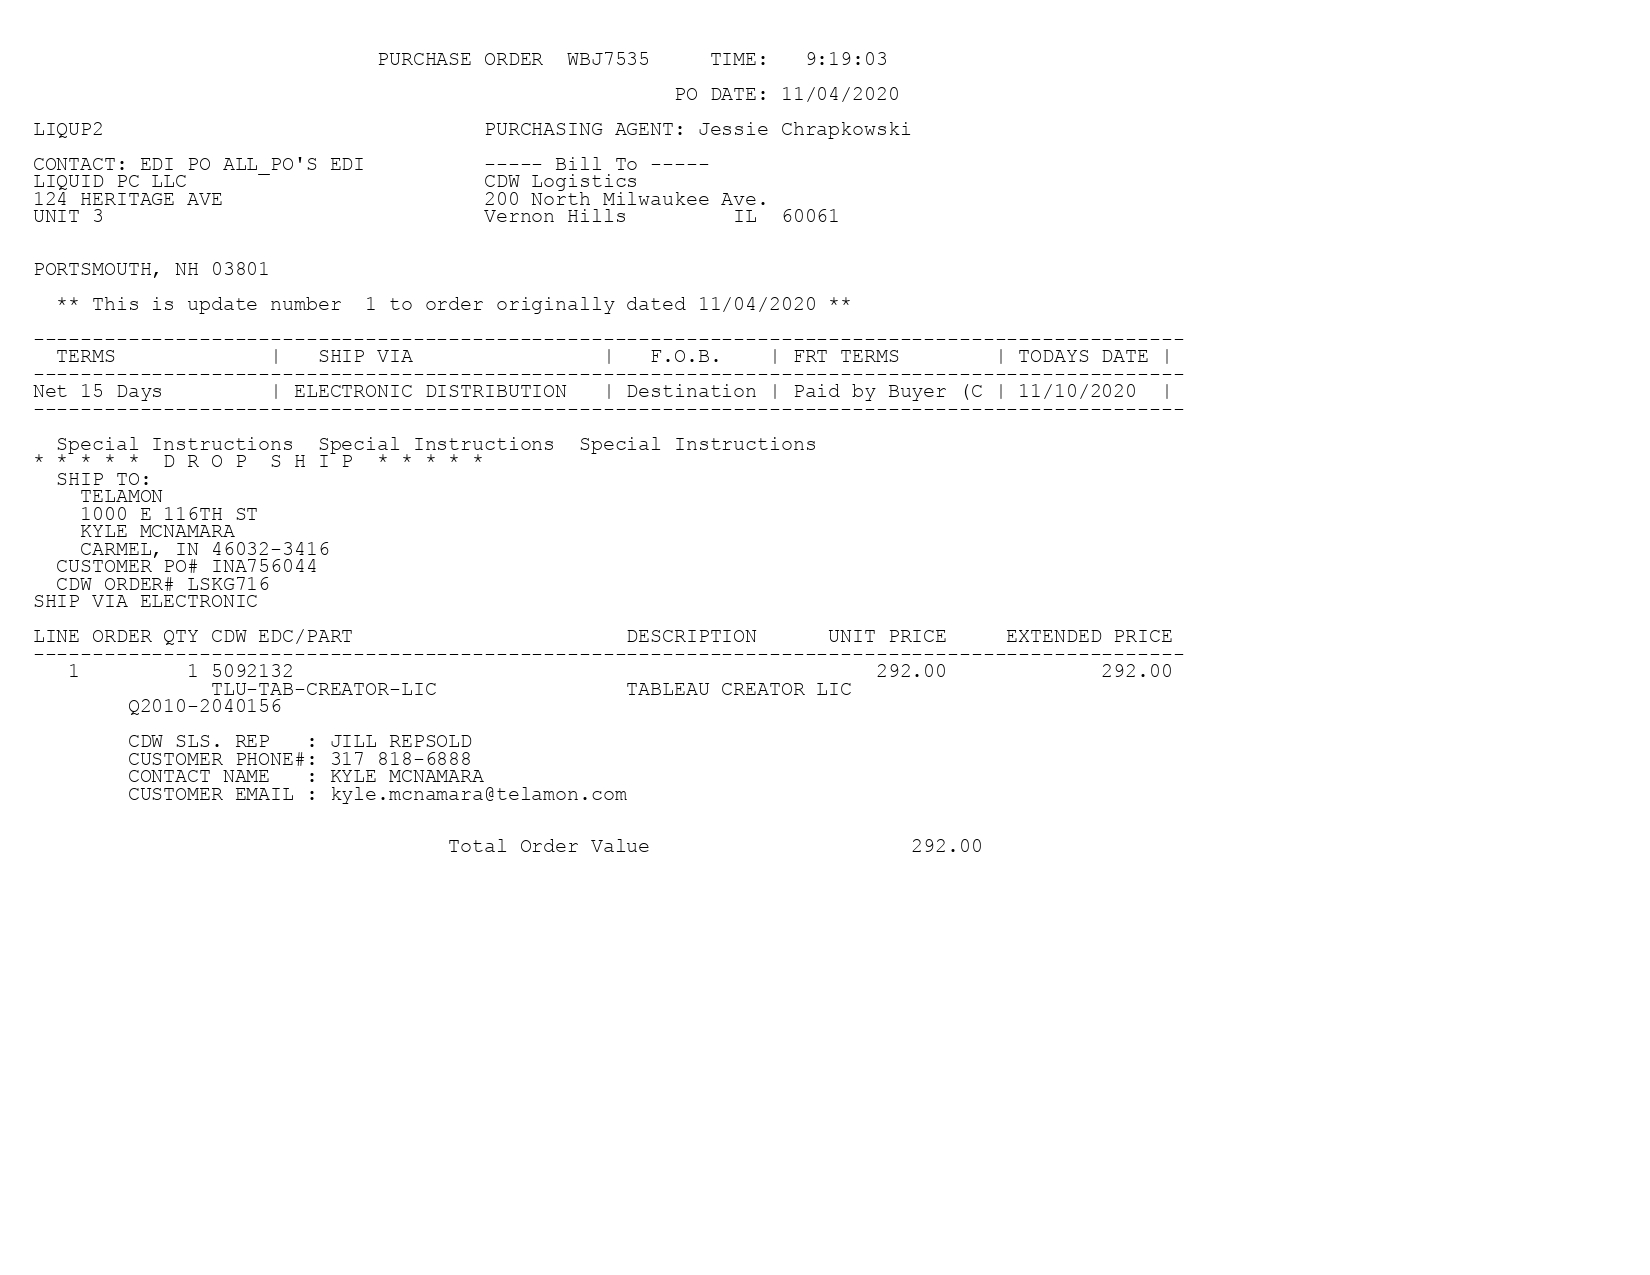 PURCHASE ORDER  WBJ7535     TIME:   9:19:03
PO DATE: 11/04/2020
LIQUP2                                PURCHASING AGENT: Jessie Chrapkowski
CONTACT: EDI PO ALL_PO'S EDI          ----- Bill To -----
LIQUID PC LLC                         CDW Logistics
124 HERITAGE AVE                      200 North Milwaukee Ave.
UNIT 3                                Vernon Hills         IL  60061
PORTSMOUTH, NH 03801
** This is update number  1 to order originally dated 11/04/2020 **
-------------------------------------------------------------------------------------------------
  TERMS             |   SHIP VIA                |   F.O.B.    | FRT TERMS        | TODAYS DATE |
-------------------------------------------------------------------------------------------------
Net 15 Days         | ELECTRONIC DISTRIBUTION   | Destination | Paid by Buyer (C | 11/10/2020  |
-------------------------------------------------------------------------------------------------
  Special Instructions  Special Instructions  Special Instructions
* * * * *  D R O P  S H I P  * * * * *
  SHIP TO:
    TELAMON
    1000 E 116TH ST
    KYLE MCNAMARA
    CARMEL, IN 46032-3416
  CUSTOMER PO# INA756044
  CDW ORDER# LSKG716
SHIP VIA ELECTRONIC
LINE ORDER QTY CDW EDC/PART                       DESCRIPTION      UNIT PRICE     EXTENDED PRICE
-------------------------------------------------------------------------------------------------
   1         1 5092132                                                 292.00             292.00
               TLU-TAB-CREATOR-LIC                TABLEAU CREATOR LIC
        Q2010-2040156
        CDW SLS. REP   : JILL REPSOLD
        CUSTOMER PHONE#: 317 818-6888
        CONTACT NAME   : KYLE MCNAMARA
        CUSTOMER EMAIL : kyle.mcnamara@telamon.com
Total Order Value                      292.00